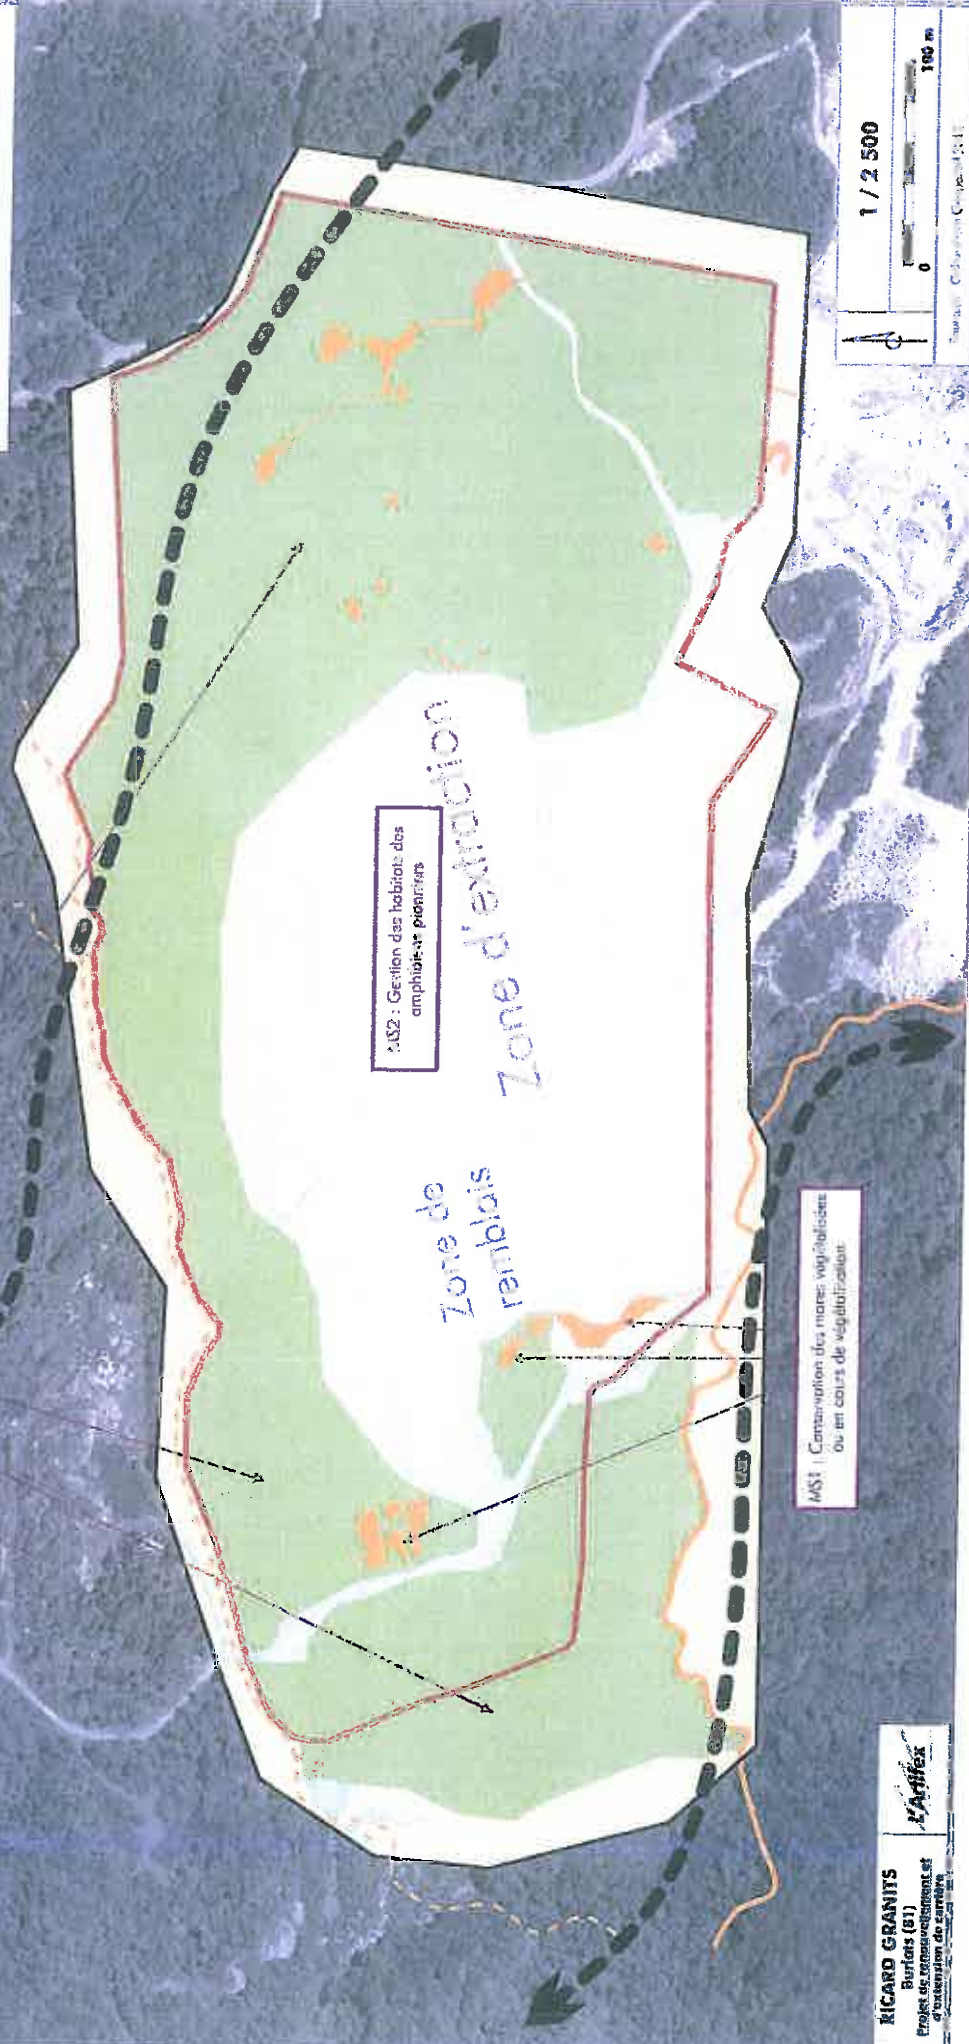 RICARD GRANITS
Burlats (81)
Projet de renouvellement et
d'extension de carrière
L'Artifex
MS1 : Conservation des mares végétalisées
ou en cours de végétalisation
Zone de
remblais
MS2 : Gestion des habitats des
amphibiens pionniers
Zone d'extraction
1 / 2 500
0
100 m